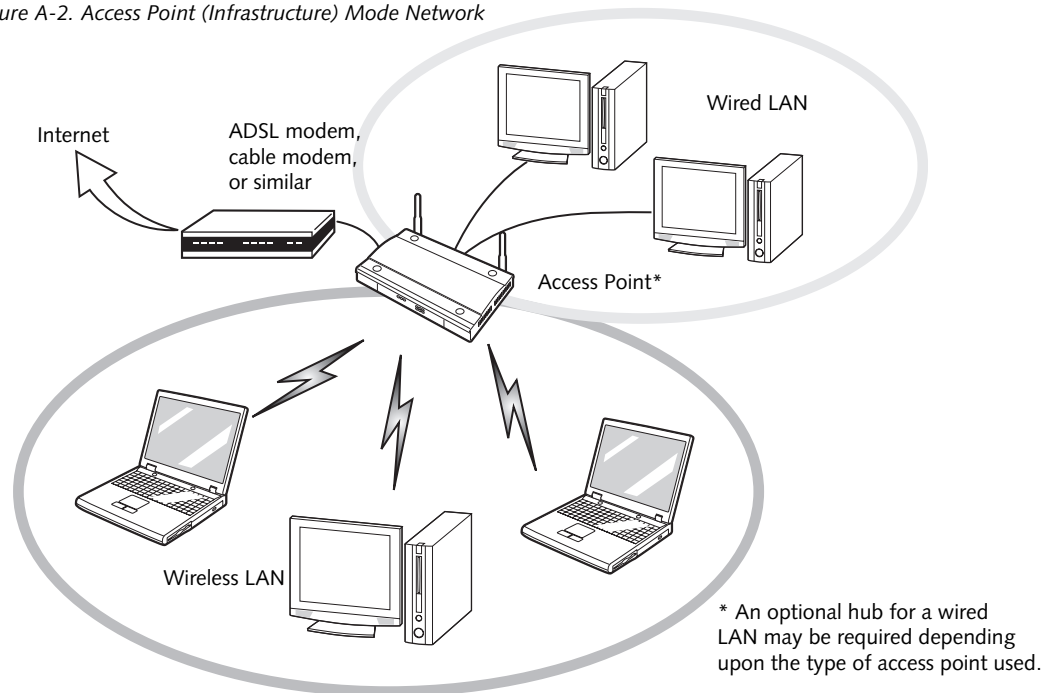 ure A-2. Access Point (Infrastructure) Mode Network
Wired LAN
Internet
ADSL modem,
cable modem,
or similar
Access Point*
Wireless LAN
* An optional hub for a wired
LAN may be required depending
upon the type of access point used.